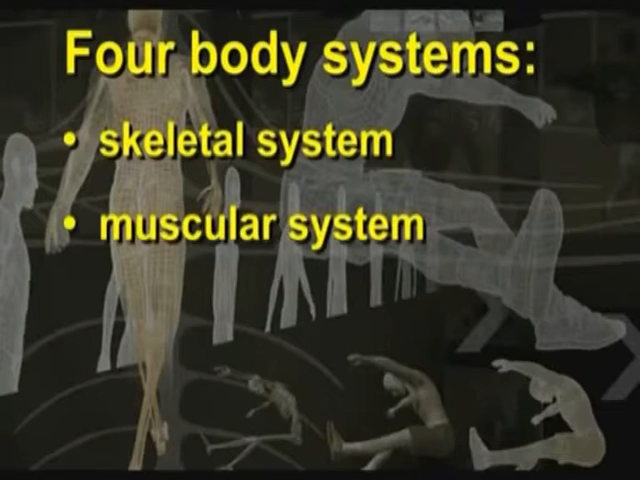 Four body systems:
• skeletal system
• muscular system